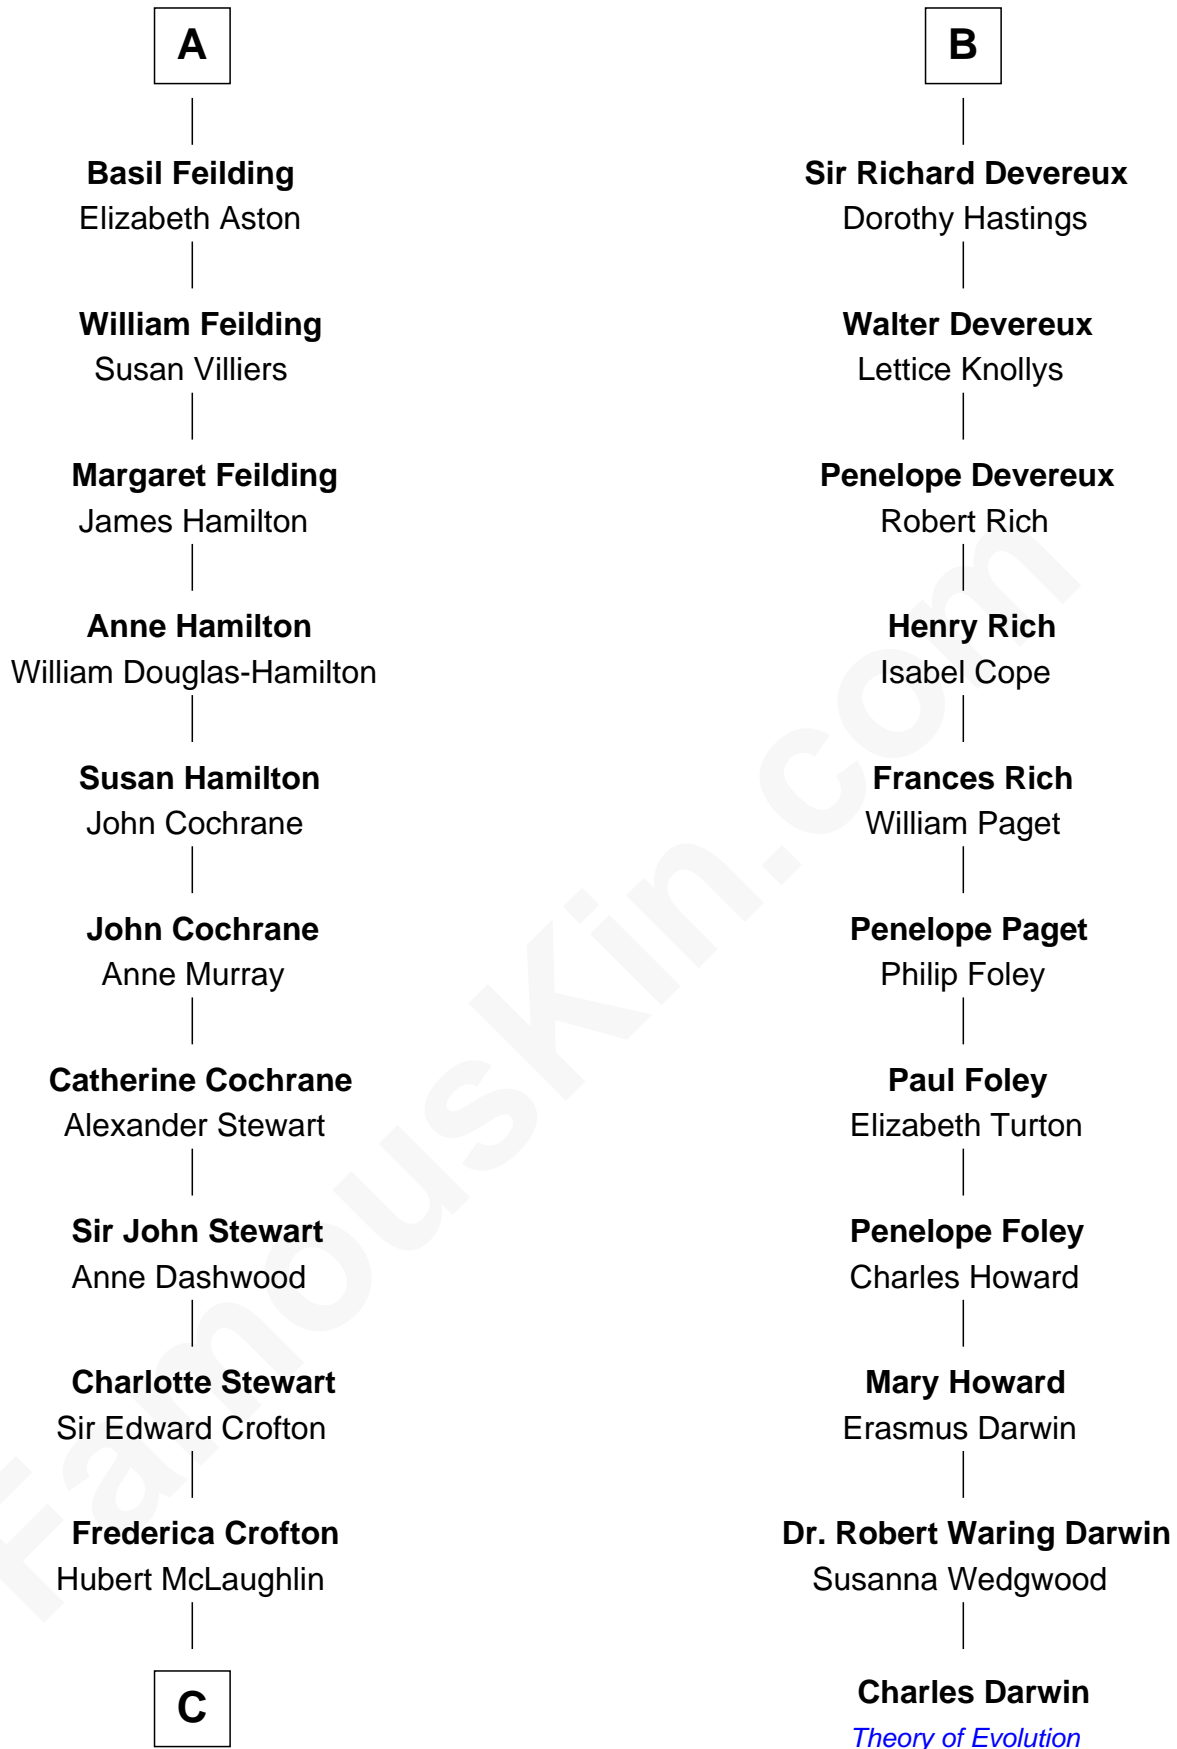 A
Basil Feilding
Elizabeth Aston
William Feilding
Susan Villiers
Margaret Feilding
James Hamilton
Anne Hamilton
William Douglas-Hamilton
Susan Hamilton
John Cochrane
John Cochrane
Anne Murray
Catherine Cochrane
Alexander Stewart
Sir John Stewart
Anne Dashwood
Charlotte Stewart
Sir Edward Crofton
Frederica Crofton
Hubert McLaughlin
C
B
Sir Richard Devereux
Dorothy Hastings
Walter Devereux
Lettice Knollys
Penelope Devereux
Robert Rich
Henry Rich
Isabel Cope
Frances Rich
William Paget
Penelope Paget
Philip Foley
Paul Foley
Elizabeth Turton
Penelope Foley
Charles Howard
Mary Howard
Erasmus Darwin
Dr. Robert Waring Darwin
Susanna Wedgwood
Charles Darwin
Theory of Evolution
FamousKin.com